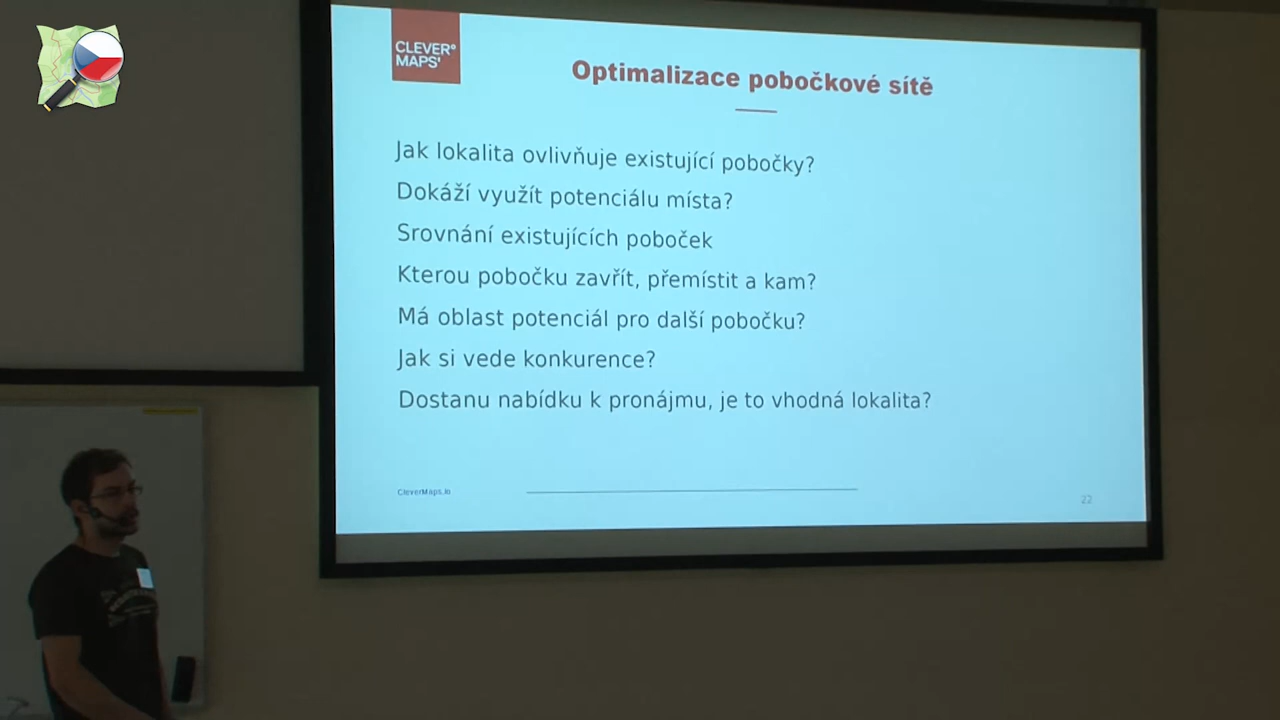 CLEVER°
MAPS'
Optimalizace pobočkové sítě
Jak lokalita ovlivňuje existující pobočky?
Dokáží využít potenciálu místa?
Srovnání existujících poboček
Kterou pobočku zavřít, přemístit a kam?
Má oblast potenciál pro další pobočku?
Jak si vede konkurence?
Dostanu nabídku k pronájmu, je to vhodná lokalita?
CleverMaps.io
22